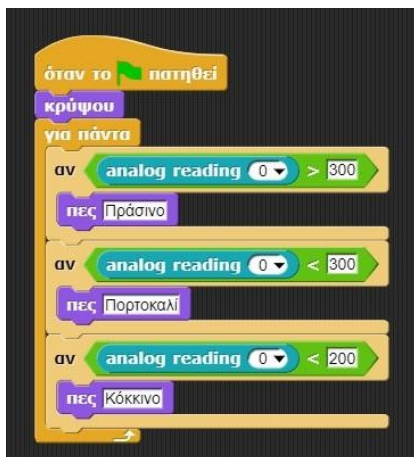 όταν το πατηθεί
κρύψου
για πάντα
αν analog reading 0 > 300
πες Πράσινο
αν analog reading 0 < 300
πες Πορτοκαλί
αν analog reading 0 < 200
πες Κόκκινο